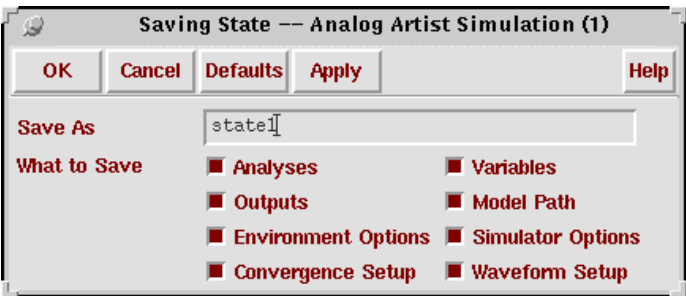 Saving State -- Analog Artist Simulation (1)
OK Cancel Defaults Apply Help
Save As state1
What to Save Analyses Variables
Outputs Model Path
Environment Options Simulator Options
Convergence Setup Waveform Setup